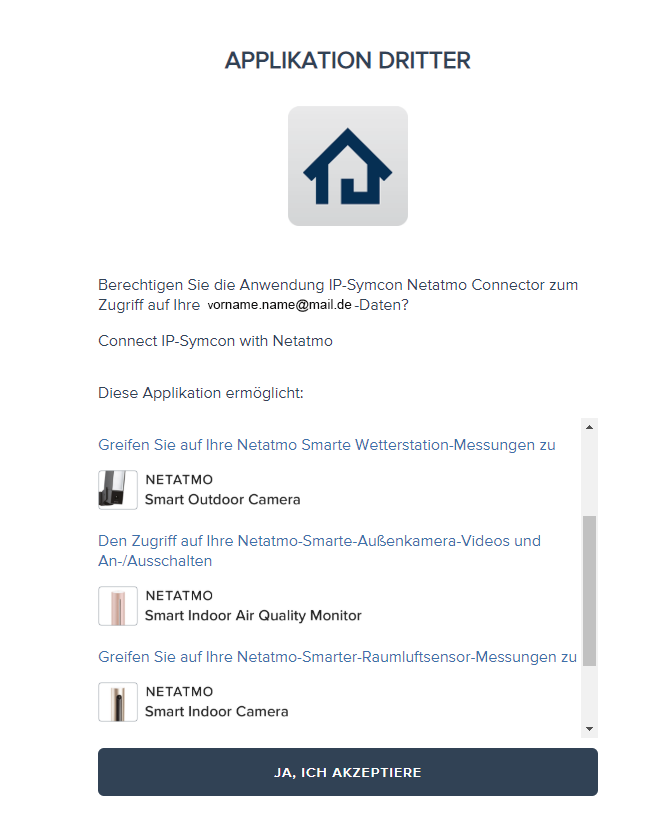 APPLIKATION DRITTER
Berechtigen Sie die Anwendung IP-Symcon Netatmo Connector zum
Zugriff auf Ihre vorname.name@mail.de -Daten?
Connect IP-Symcon with Netatmo
Diese Applikation ermöglicht:
Greifen Sie auf Ihre Netatmo Smarte Wetterstation-Messungen zu
NETATMO
Smart Outdoor Camera
Den Zugriff auf Ihre Netatmo-Smarte-Außenkamera-Videos und
An-/Ausschalten
NETATMO
Smart Indoor Air Quality Monitor
Greifen Sie auf Ihre Netatmo-Smarter-Raumluftsensor-Messungen zu
NETATMO
Smart Indoor Camera
JA, ICH AKZEPTIERE